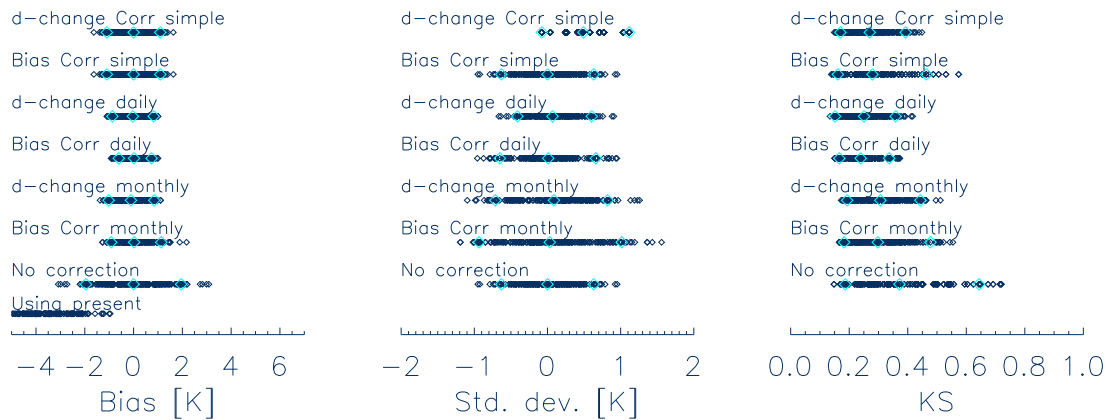 d-change Corr simple
Bias Corr simple
d-change daily
Bias Corr daily
d-change monthly
Bias Corr monthly
No correction
Using present
-4 -2 0 2 4 6
Bias [K]
d-change Corr simple
Bias Corr simple
d-change daily
Bias Corr daily
d-change monthly
Bias Corr monthly
No correction
-2 -1 0 1 2
Std. dev. [K]
d-change Corr simple
Bias Corr simple
d-change daily
Bias Corr daily
d-change monthly
Bias Corr monthly
No correction
0.0 0.2 0.4 0.6 0.8 1.0
KS